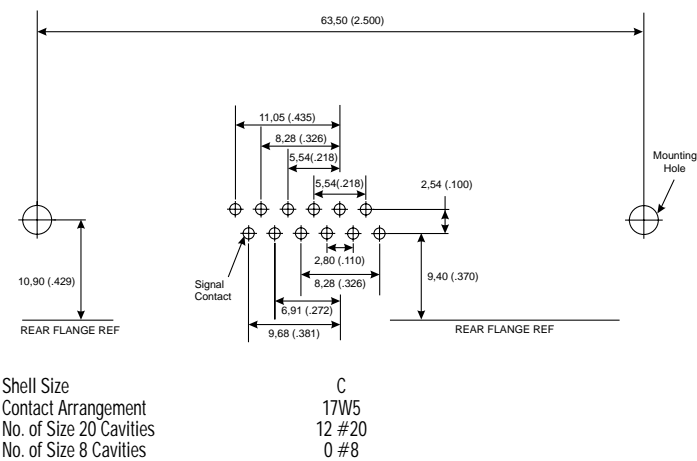 63,50 (2.500)
11,05 (.435)
8,28 (.326)
5,54(.218)
5,54(.218)
2,54 (.100)
Mounting
Hole
10,90 (.429)
Signal
Contact
2,80 (.110)
8,28 (.326)
9,40 (.370)
6,91 (.272)
9,68 (.381)
REAR FLANGE REF
REAR FLANGE REF
Shell Size C
Contact Arrangement 17W5
No. of Size 20 Cavities 12 #20
No. of Size 8 Cavities 0 #8